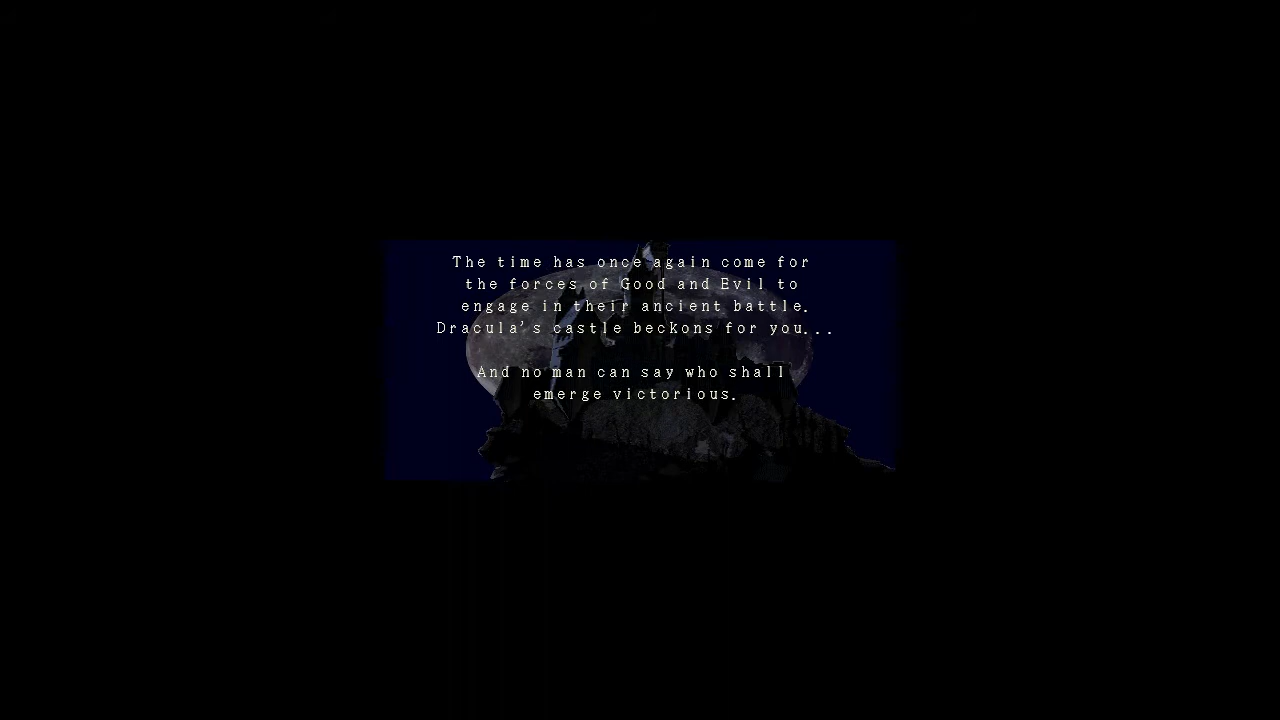 The time has once again come for
the forces of Good and Evil to
engage in their ancient battle.
Dracula's castle beckons for you...
And no man can say who shall
emerge victorious.